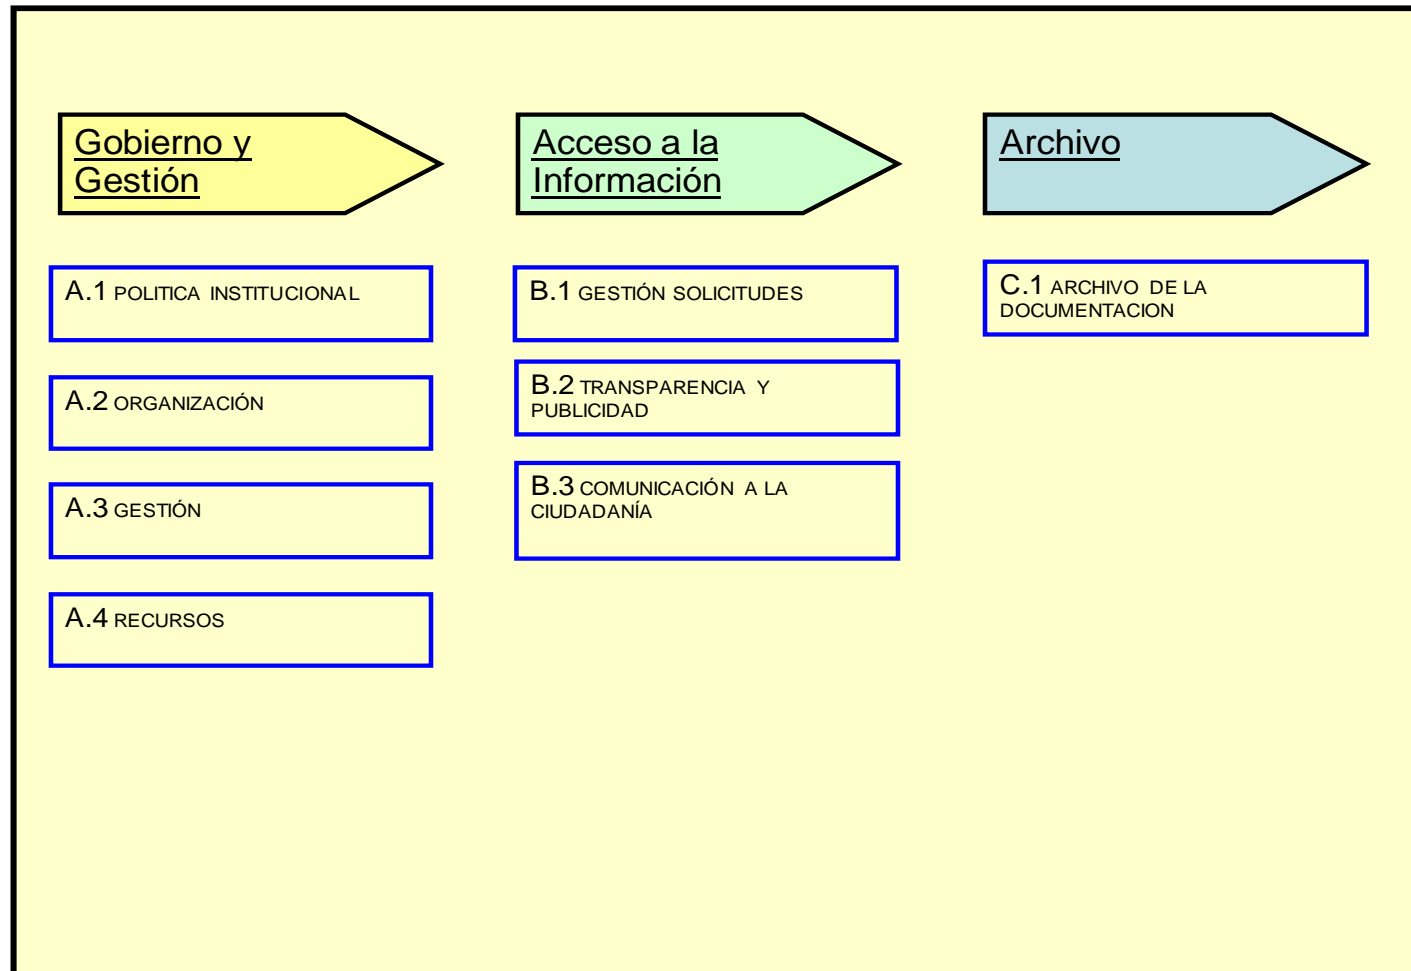 Gobierno y
Gestión
A.1 POLITICA INSTITUCIONAL
A.2 ORGANIZACIÓN
A.3 GESTIÓN
A.4 RECURSOS
Acceso a la
Información
B.1 GESTIÓN SOLICITUDES
B.2 TRANSPARENCIA Y
PUBLICIDAD
B.3 COMUNICACIÓN A LA
CIUDADANÍA
Archivo
C.1 ARCHIVO DE LA
DOCUMENTACION